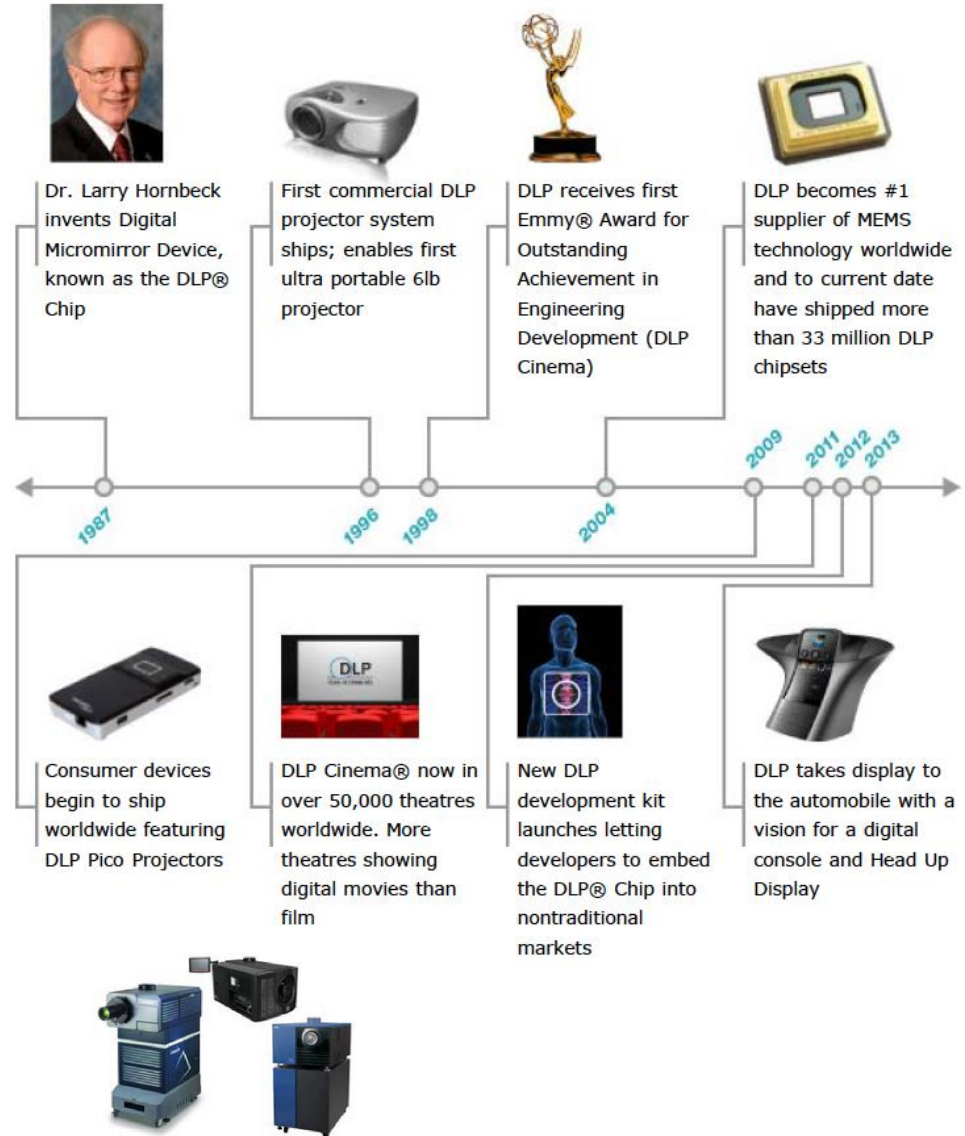 Dr. Larry Hornbeck
invents Digital
Micromirror Device,
known as the DLP®
Chip
First commercial DLP
projector system
ships; enables first
ultra portable 6lb
projector
DLP receives first
Emmy® Award for
Outstanding
Achievement in
Engineering
Development (DLP
Cinema)
DLP becomes #1
supplier of MEMS
technology worldwide
and to current date
have shipped more
than 33 million DLP
chipsets
1987
1996
1998
2004
2009
2011
2012
2013
Consumer devices
begin to ship
worldwide featuring
DLP Pico Projectors
DLP
DLP Cinema® now in
over 50,000 theatres
worldwide. More
theatres showing
digital movies than
film
New DLP
development kit
launches letting
developers to embed
the DLP® Chip into
nontraditional
markets
DLP takes display to
the automobile with a
vision for a digital
console and Head Up
Display